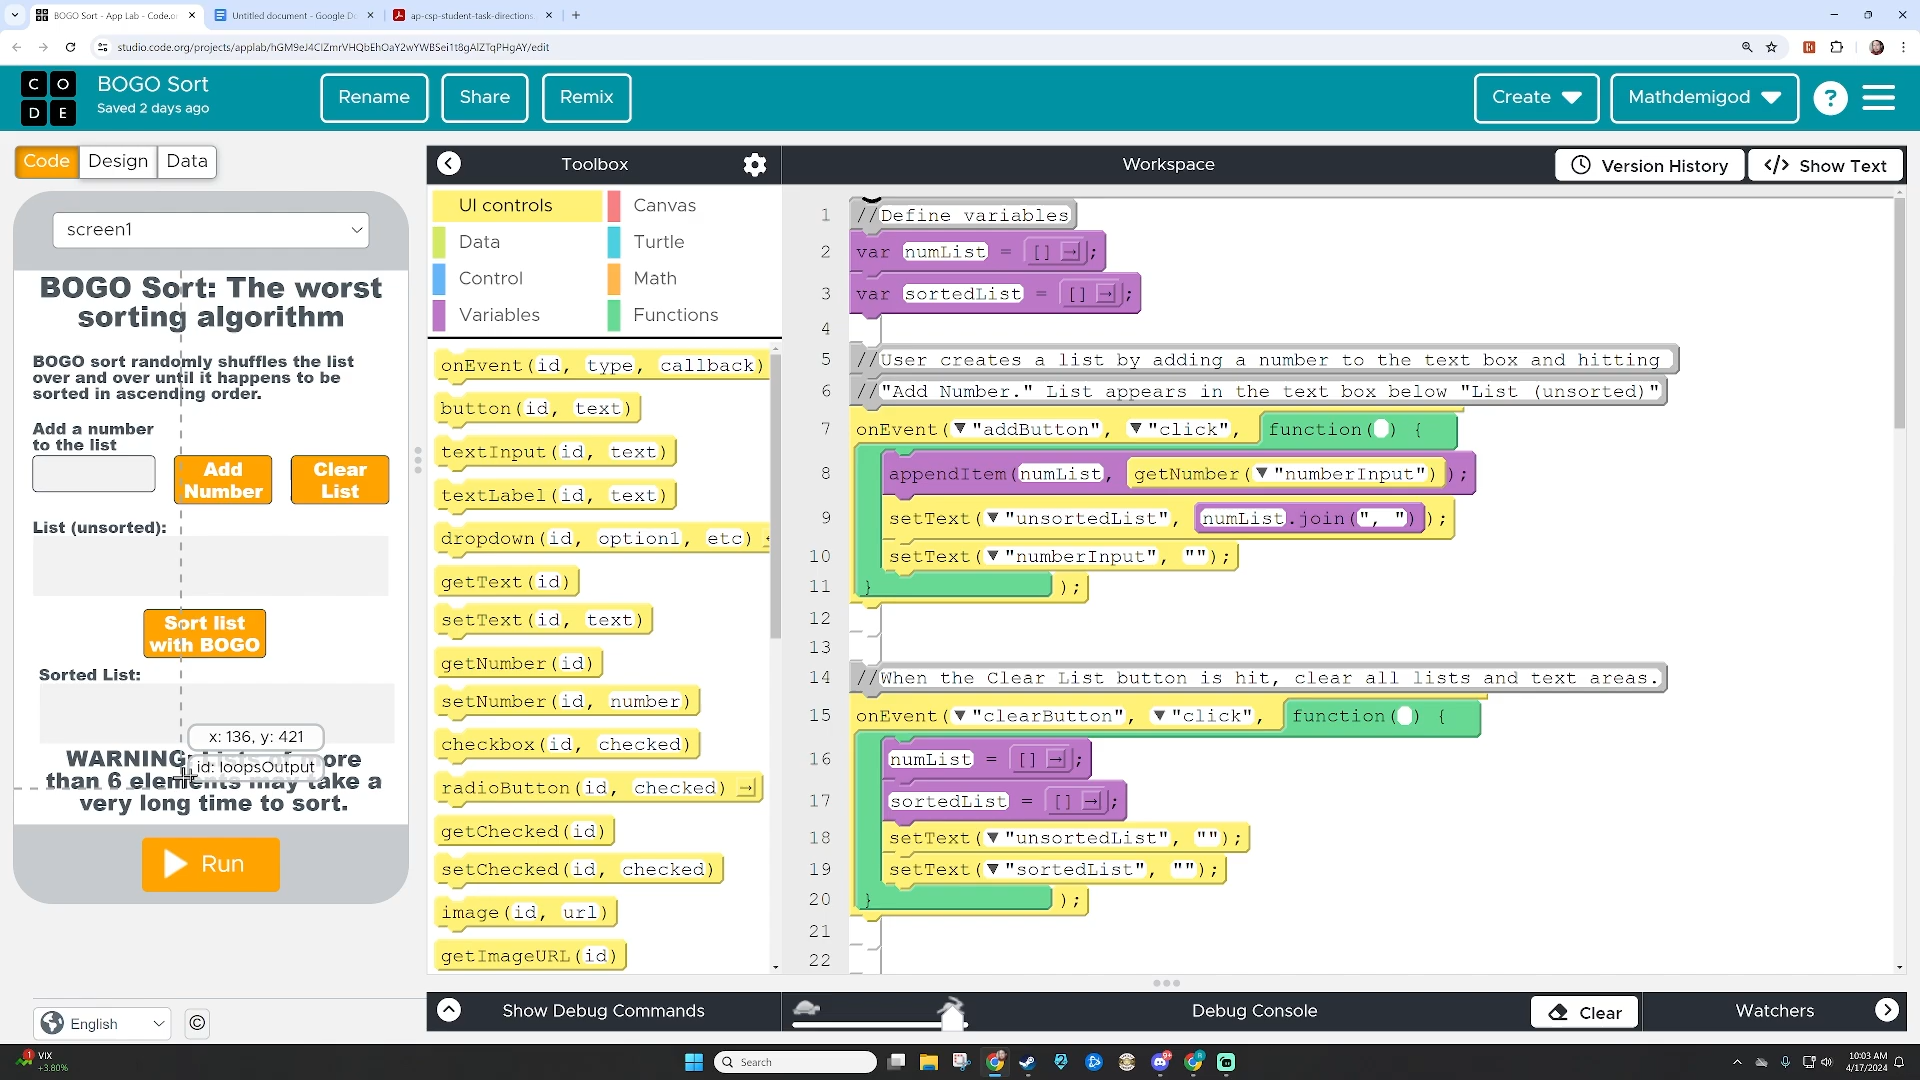 BOGO Sort - App Lab - Code.o
Untitled document - Google D
ap-csp-student-task-directions
studio.code.org/projects/applab/hGM9eJ4ClZmrVHQbEhOaY2wYWBSei1t8gAlZTqPHgAY/edit
C O
D E
BOGO Sort
Saved 2 days ago
Rename
Share
Remix
Create
Mathdemigod
?
Code
Design
Data
Toolbox
Workspace
Version History
</> Show Text
screen1
BOGO Sort: The worst
sorting algorithm
BOGO sort randomly shuffles the list
over and over until it happens to be
sorted in ascending order.
Add a number
to the list
Add
Number
Clear
List
List (unsorted):
Sort list
with BOGO
Sorted List:
x: 136, y: 421
id: loopsOutput
WARNING: more
than 6 elements may take a
very long time to sort.
Run
English
©
UI controls
Canvas
Data
Turtle
Control
Math
Variables
Functions
onEvent(id, type, callback)
button(id, text)
textInput(id, text)
textLabel(id, text)
dropdown(id, option1, etc)
getText(id)
setText(id, text)
getNumber(id)
setNumber(id, number)
checkbox(id, checked)
radioButton(id, checked)
getChecked(id)
setChecked(id, checked)
image(id, url)
getImageURL(id)
1 //Define variables
2 var numList = [];
3 var sortedList = [];
4
5 //User creates a list by adding a number to the text box and hitting
6 //"Add Number." List appears in the text box below "List (unsorted)"
7 onEvent("addButton", "click", function() {
8 appendItem(numList, getNumber("numberInput"));
9 setText("unsortedList", numList.join(", "));
10 setText("numberInput", "");
11 });
12
13
14 //When the Clear List button is hit, clear all lists and text areas.
15 onEvent("clearButton", "click", function() {
16 numList = [];
17 sortedList = [];
18 setText("unsortedList", "");
19 setText("sortedList", "");
20 });
21
22
Show Debug Commands
Debug Console
Clear
Watchers
1
VIX
+3.80%
Search
10:03 AM
4/17/2024